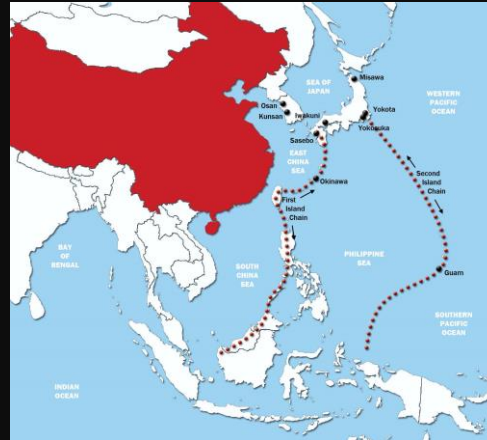 SEA OF
JAPAN
Misawa
WESTERN
PACIFIC
OCEAN
Osan
Kunsan
Iwakuni
Yokota
Yokosuka
Sasebo
EAST
CHINA
SEA
Okinawa
Second
Island
Chain
First
Island
Chain
BAY
OF
BENGAL
SOUTH
CHINA
SEA
PHILIPPINE
SEA
Guam
SOUTHERN
PACIFIC
OCEAN
INDIAN
OCEAN